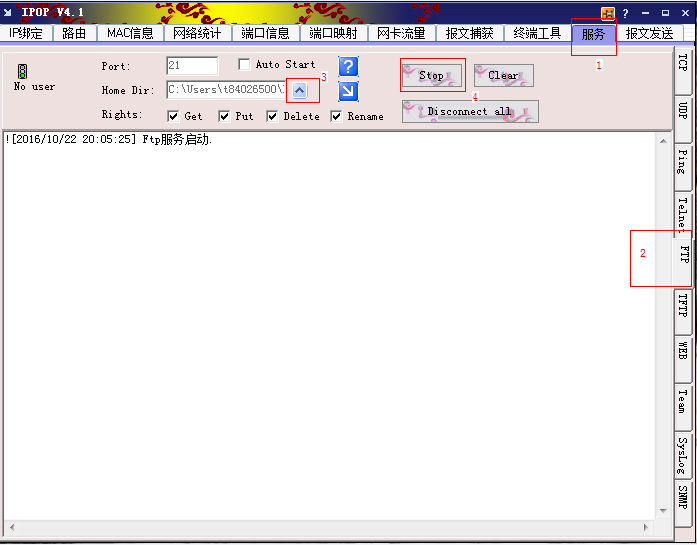 IPOP V4.1
IP绑定 路由 MAC信息 网络统计 端口信息 端口映射 网卡流量 报文捕获 终端工具 服务 报文发送
1
No user
Port: 21 Auto Start
Home Dir: C:\Users\t84026500\
3
Rights: Get Put Delete Rename
Stop Clear
4
Disconnect all
![2016/10/22 20:05:25] Ftp服务启动.
TCP
UDP
Ping
Telnet
2
FTP
TFTP
WEB
Team
SysLog
SNMP